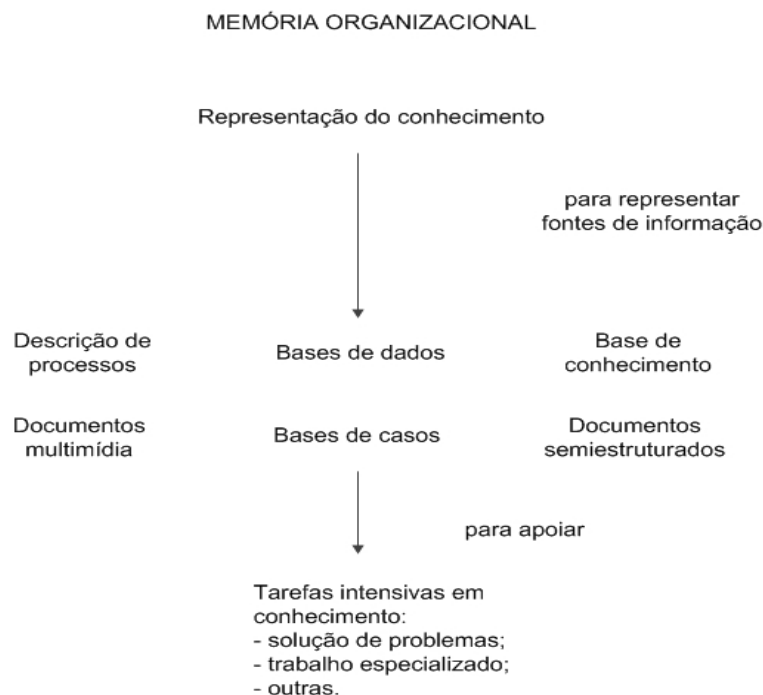 MEMÓRIA ORGANIZACIONAL
Representação do conhecimento
para representar
fontes de informação
Descrição de
processos
Bases de dados
Base de
conhecimento
Documentos
multimídia
Bases de casos
Documentos
semiestruturados
para apoiar
Tarefas intensivas em
conhecimento:
- solução de problemas;
- trabalho especializado;
- outras.